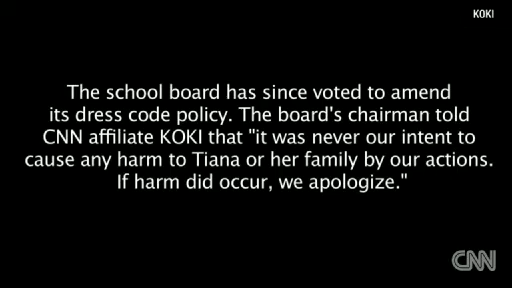 KOKI
The school board has since voted to amend
its dress code policy. The board's chairman told
CNN affiliate KOKI that "it was never our intent to
cause any harm to Tiana or her family by our actions.
If harm did occur, we apologize."
CNN